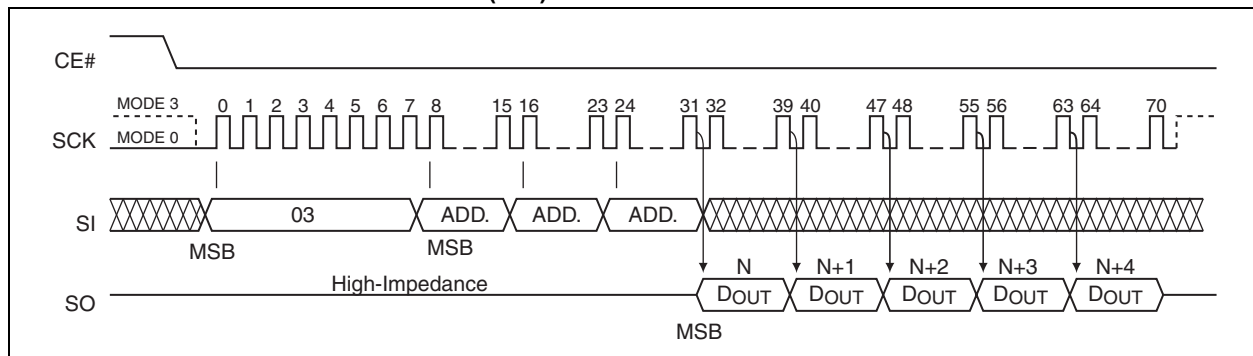 CE#
MODE 3
0 1 2 3 4 5 6 7 8 15 16 23 24 31 32 39 40 47 48 55 56 63 64 70
SCK
MODE 0
SI
03
ADD.
ADD.
ADD.
MSB
MSB
N
N+1
N+2
N+3
N+4
High-Impedance
SO
DOUT
DOUT
DOUT
DOUT
DOUT
MSB